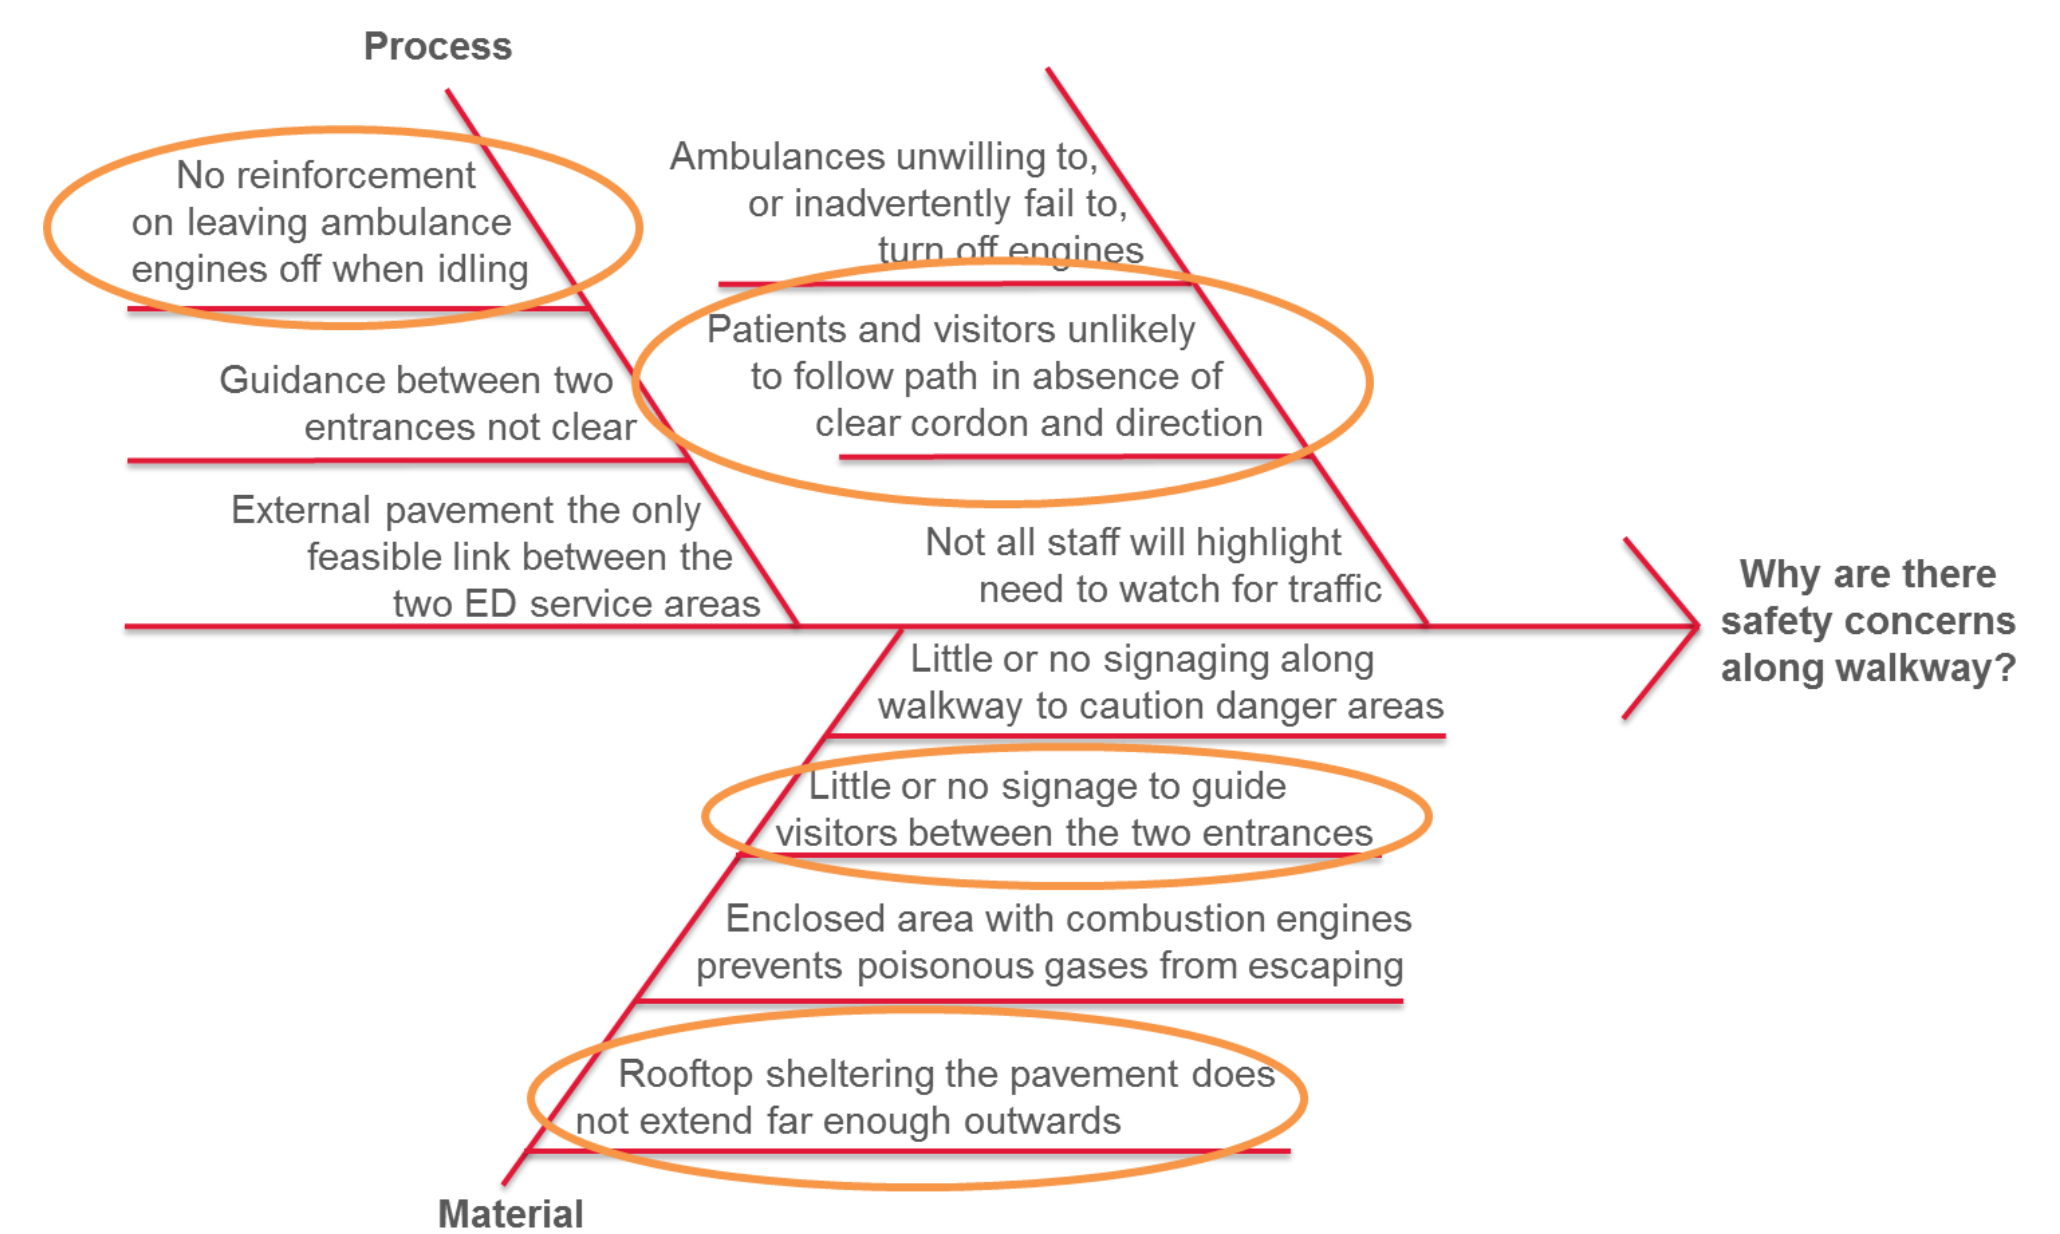 Process
No reinforcement
on leaving ambulance
engines off when idling
Guidance between two
entrances not clear
External pavement the only
feasible link between the
two ED service areas
Ambulances unwilling to,
or inadvertently fail to,
turn off engines
Patients and visitors unlikely
to follow path in absence of
clear cordon and direction
Not all staff will highlight
need to watch for traffic
Why are there
safety concerns
along walkway?
Little or no signaging along
walkway to caution danger areas
Little or no signage to guide
visitors between the two entrances
Enclosed area with combustion engines
prevents poisonous gases from escaping
Rooftop sheltering the pavement does
not extend far enough outwards
Material